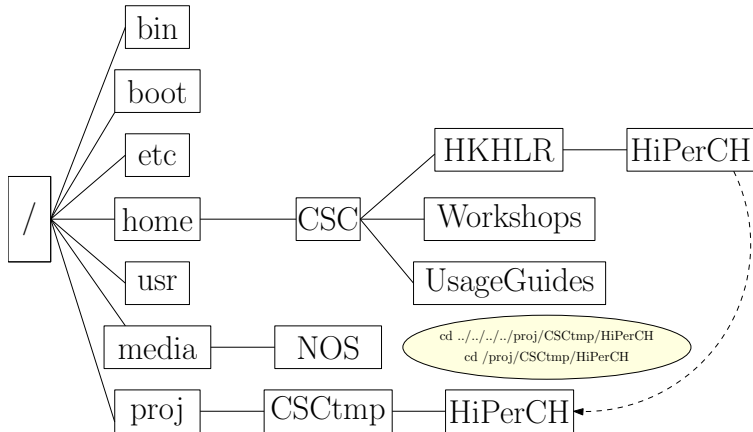 bin
boot
etc
HKHLR
HiPerCH
/
home
CSC
Workshops
usr
UsageGuides
media
NOS
cd ../../../../proj/CSCtmp/HiPerCH
cd /proj/CSCtmp/HiPerCH
proj
CSCtmp
HiPerCH